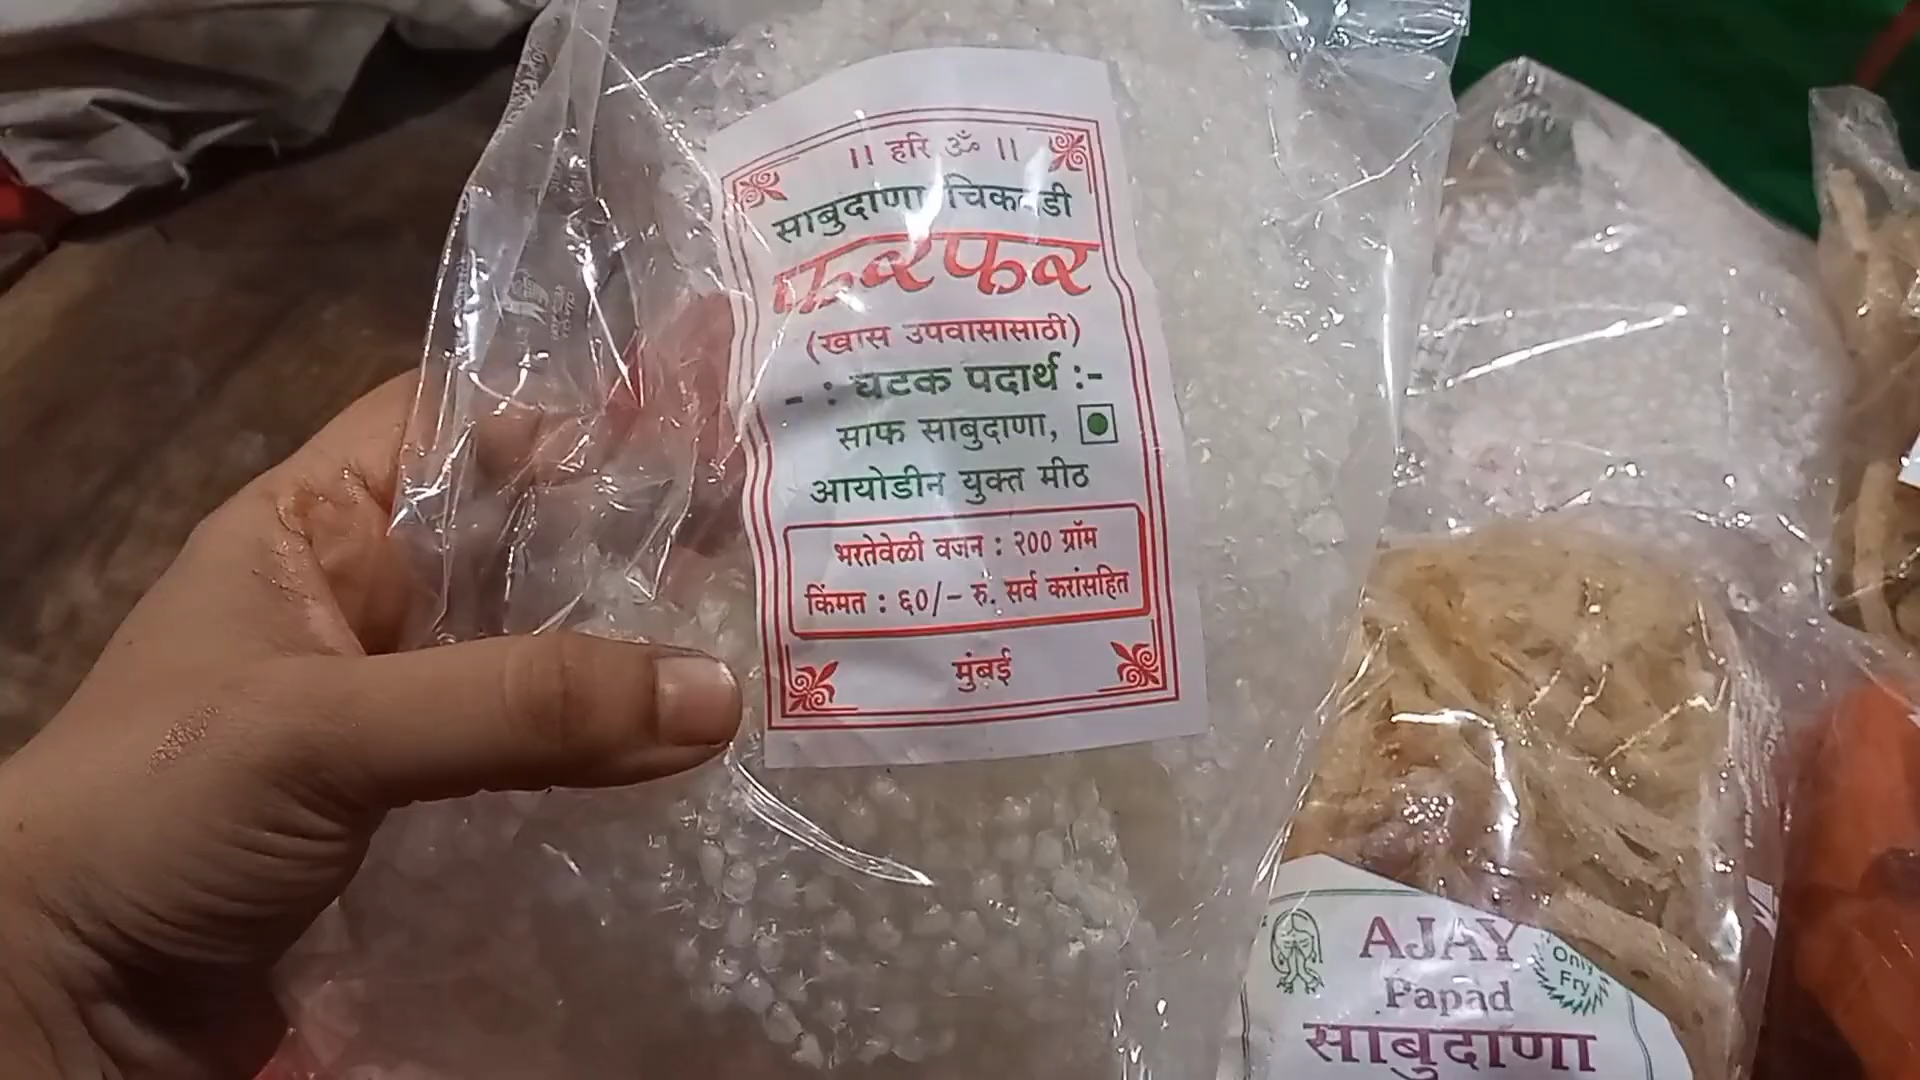 ।। हरि ॐ ।।
साबुदाणा चिकवडी
फरफर
(खास उपवासासाठी)
-: घटक पदार्थ :-
साफ साबुदाणा,
आयोडीन युक्त मीठ
भरतेवेळी वजन : २०० ग्रॅम
किंमत : ६०/– रु. सर्व करांसहित
मुंबई
AJAY
Papad
Only
Fry
साबुदाणा